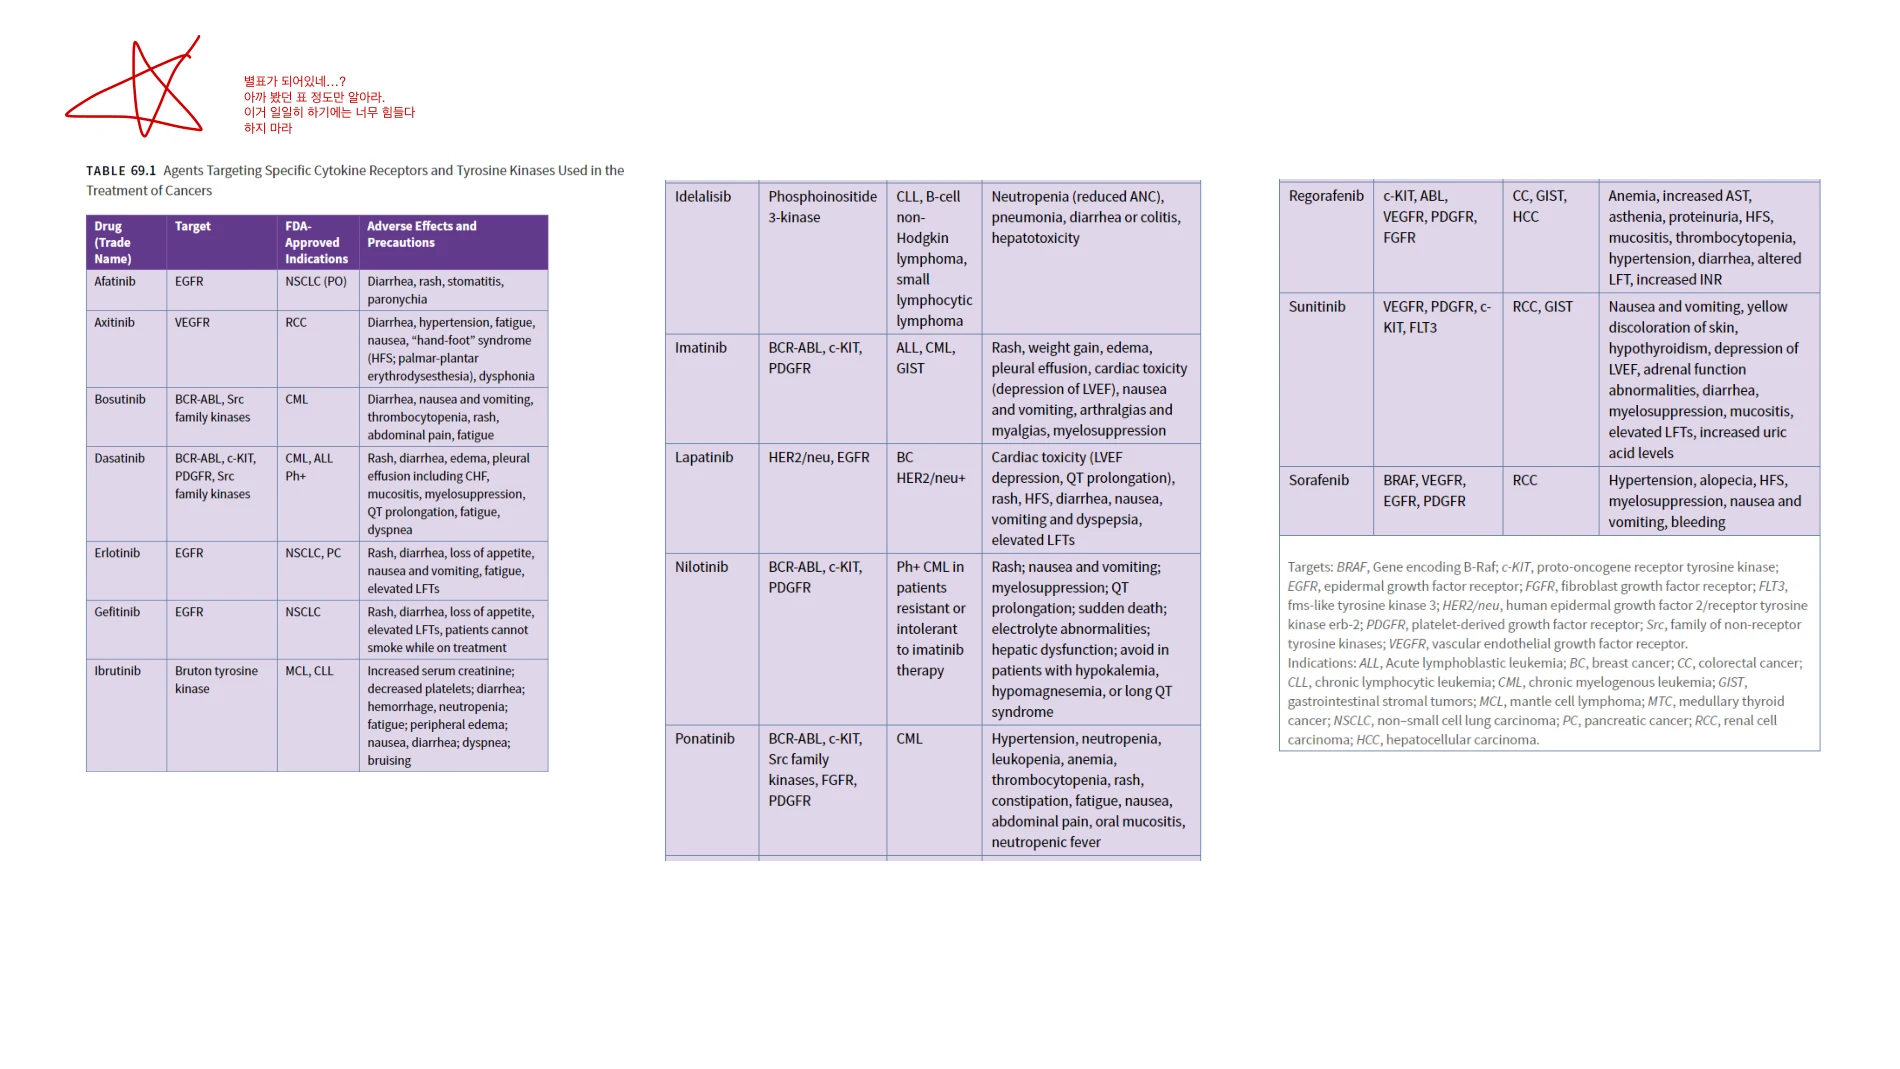 별표가 되어있네...?
아까 봤던 표 정도만 알아라.
이거 일일히 하기에는 너무 힘들다
하지 마라
TABLE 69.1 Agents Targeting Specific Cytokine Receptors and Tyrosine Kinases Used in the
Treatment of Cancers
Drug
(Trade
Name)
Target
FDA-
Approved
Indications
Adverse Effects and
Precautions
Afatinib
EGFR
NSCLC (PO)
Diarrhea, rash, stomatitis,
paronychia
Axitinib
VEGFR
RCC
Diarrhea, hypertension, fatigue,
nausea, “hand-foot” syndrome
(HFS; palmar-plantar
erythrodysesthesia), dysphonia
Bosutinib
BCR-ABL, Src
family kinases
CML
Diarrhea, nausea and vomiting,
thrombocytopenia, rash,
abdominal pain, fatigue
Dasatinib
BCR-ABL, c-KIT,
PDGFR, Src
family kinases
CML, ALL
Ph+
Rash, diarrhea, edema, pleural
effusion including CHF,
mucositis, myelosuppression,
QT prolongation, fatigue,
dyspnea
Erlotinib
EGFR
NSCLC, PC
Rash, diarrhea, loss of appetite,
nausea and vomiting, fatigue,
elevated LFTs
Gefitinib
EGFR
NSCLC
Rash, diarrhea, loss of appetite,
elevated LFTs, patients cannot
smoke while on treatment
Ibrutinib
Bruton tyrosine
kinase
MCL, CLL
Increased serum creatinine;
decreased platelets; diarrhea;
hemorrhage, neutropenia;
fatigue; peripheral edema;
nausea, diarrhea; dyspnea;
bruising
Idelalisib
Phosphoinositide
3-kinase
CLL, B-cell
non-
Hodgkin
lymphoma,
small
lymphocytic
lymphoma
Neutropenia (reduced ANC),
pneumonia, diarrhea or colitis,
hepatotoxicity
Imatinib
BCR-ABL, c-KIT,
PDGFR
ALL, CML,
GIST
Rash, weight gain, edema,
pleural effusion, cardiac toxicity
(depression of LVEF), nausea
and vomiting, arthralgias and
myalgias, myelosuppression
Lapatinib
HER2/neu, EGFR
BC
HER2/neu+
Cardiac toxicity (LVEF
depression, QT prolongation),
rash, HFS, diarrhea, nausea,
vomiting and dyspepsia,
elevated LFTs
Nilotinib
BCR-ABL, c-KIT,
PDGFR
Ph+ CML in
patients
resistant or
intolerant
to imatinib
therapy
Rash; nausea and vomiting;
myelosuppression; QT
prolongation; sudden death;
electrolyte abnormalities;
hepatic dysfunction; avoid in
patients with hypokalemia,
hypomagnesemia, or long QT
syndrome
Ponatinib
BCR-ABL, c-KIT,
Src family
kinases, FGFR,
PDGFR
CML
Hypertension, neutropenia,
leukopenia, anemia,
thrombocytopenia, rash,
constipation, fatigue, nausea,
abdominal pain, oral mucositis,
neutropenic fever
Regorafenib
c-KIT, ABL,
VEGFR, PDGFR,
FGFR
CC, GIST,
HCC
Anemia, increased AST,
asthenia, proteinuria, HFS,
mucositis, thrombocytopenia,
hypertension, diarrhea, altered
LFT, increased INR
Sunitinib
VEGFR, PDGFR, c-
KIT, FLT3
RCC, GIST
Nausea and vomiting, yellow
discoloration of skin,
hypothyroidism, depression of
LVEF, adrenal function
abnormalities, diarrhea,
myelosuppression, mucositis,
elevated LFTs, increased uric
acid levels
Sorafenib
BRAF, VEGFR,
EGFR, PDGFR
RCC
Hypertension, alopecia, HFS,
myelosuppression, nausea and
vomiting, bleeding
Targets: BRAF, Gene encoding B-Raf; c-KIT, proto-oncogene receptor tyrosine kinase;
EGFR, epidermal growth factor receptor; FGFR, fibroblast growth factor receptor; FLT3,
fms-like tyrosine kinase 3; HER2/neu, human epidermal growth factor 2/receptor tyrosine
kinase erb-2; PDGFR, platelet-derived growth factor receptor; Src, family of non-receptor
tyrosine kinases; VEGFR, vascular endothelial growth factor receptor.
Indications: ALL, Acute lymphoblastic leukemia; BC, breast cancer; CC, colorectal cancer;
CLL, chronic lymphocytic leukemia; CML, chronic myelogenous leukemia; GIST,
gastrointestinal stromal tumors; MCL, mantle cell lymphoma; MTC, medullary thyroid
cancer; NSCLC, non–small cell lung carcinoma; PC, pancreatic cancer; RCC, renal cell
carcinoma; HCC, hepatocellular carcinoma.